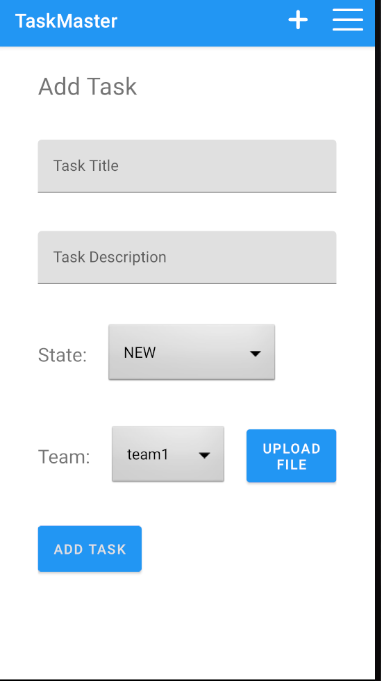 TaskMaster
Add Task
Task Title
Task Description
State: NEW
Team: team1 UPLOAD
FILE
ADD TASK